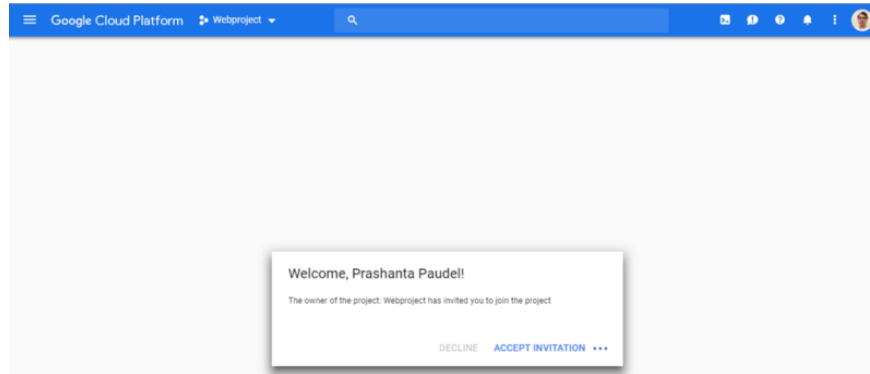 Google Cloud Platform Webproject
Welcome, Prashanta Paudel!
The owner of the project: Webproject has invited you to join the project
DECLINE ACCEPT INVITATION